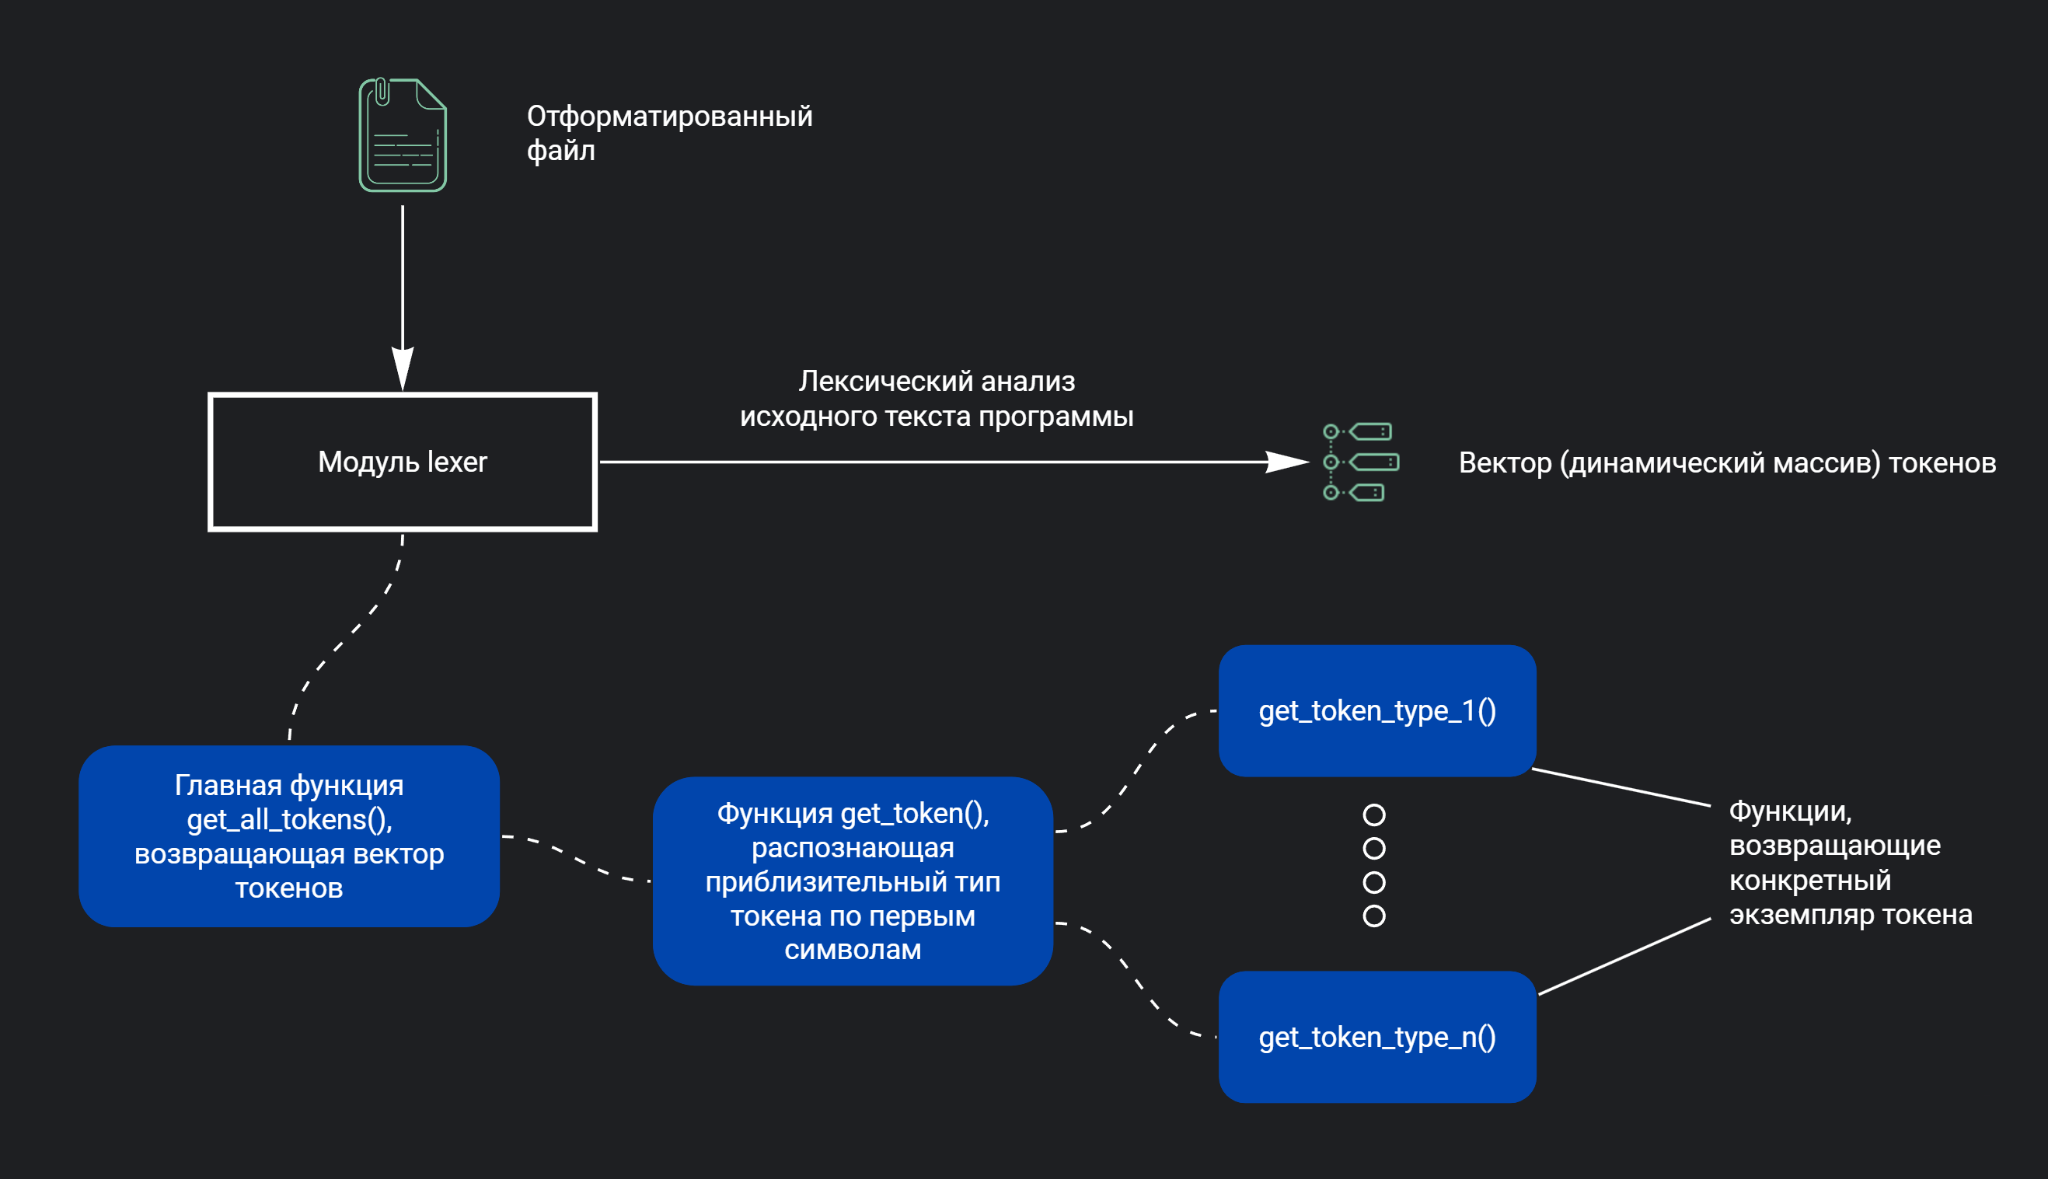 Отформатированный
файл
Лексический анализ
исходного текста программы
Модуль lexer
Вектор (динамический массив) токенов
Главная функция
get_all_tokens(),
возвращающая вектор
токенов
Функция get_token(),
распознающая
приблизительный тип
токена по первым
символам
get_token_type_1()
Функции,
возвращающие
конкретный
экземпляр токена
get_token_type_n()